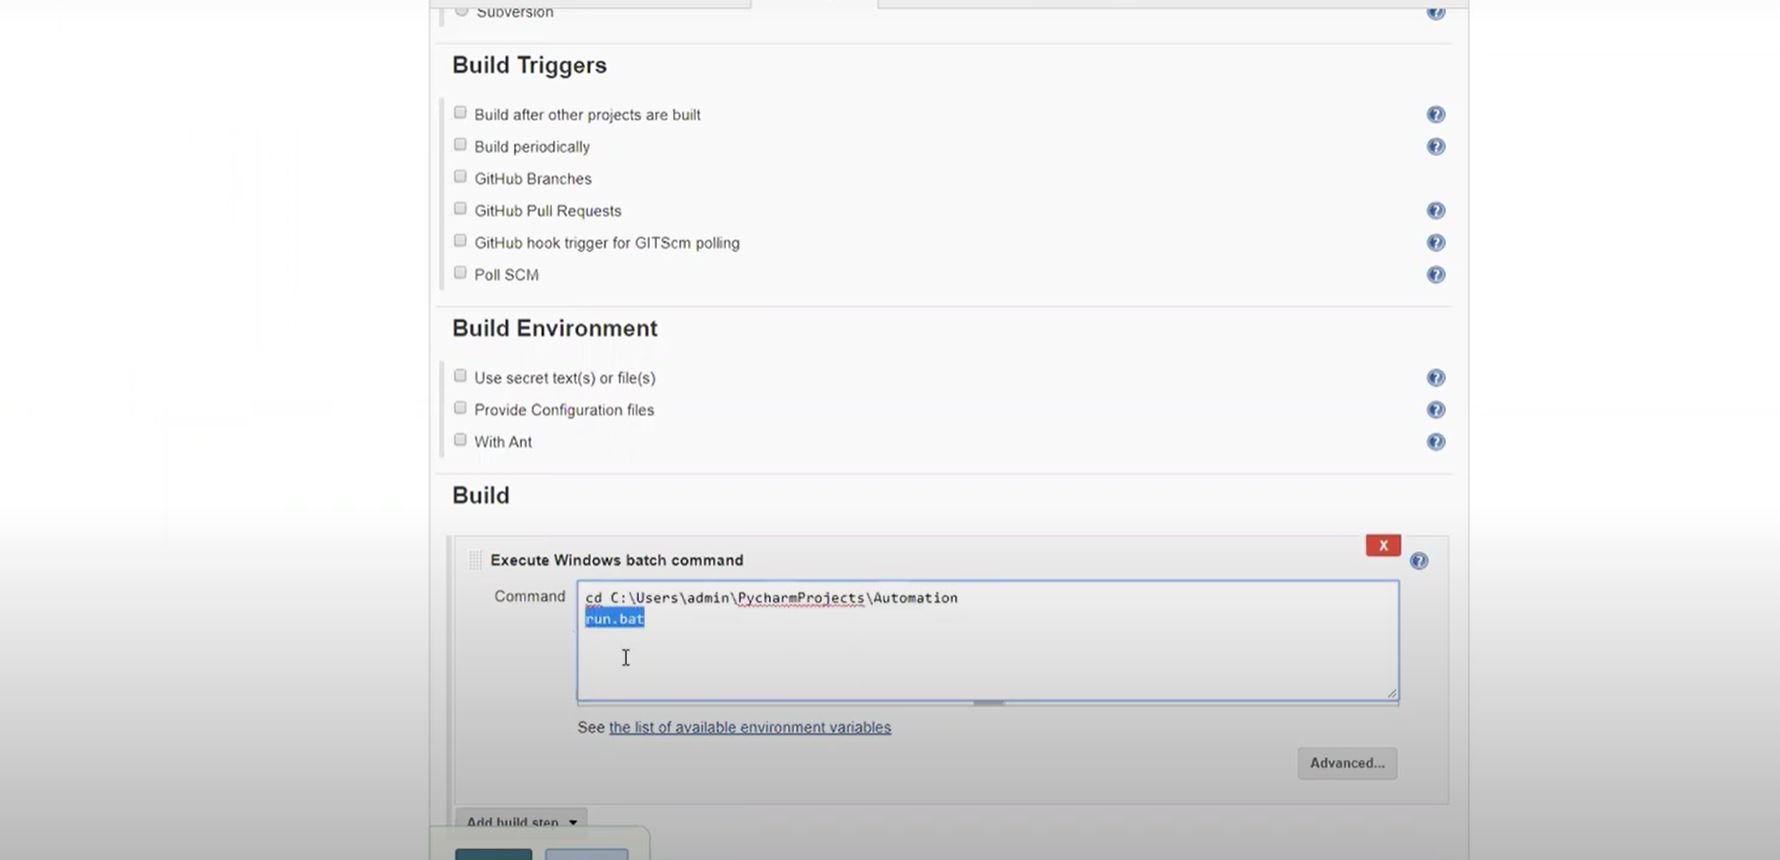 Subversion
Build Triggers
Build after other projects are built
Build periodically
GitHub Branches
GitHub Pull Requests
GitHub hook trigger for GITScm polling
Poll SCM
Build Environment
Use secret text(s) or file(s)
Provide Configuration files
With Ant
Build
X
Execute Windows batch command
Command
cd C:\Users\admin\PycharmProjects\Automation
run.bat
See the list of available environment variables
Advanced...
Add build step